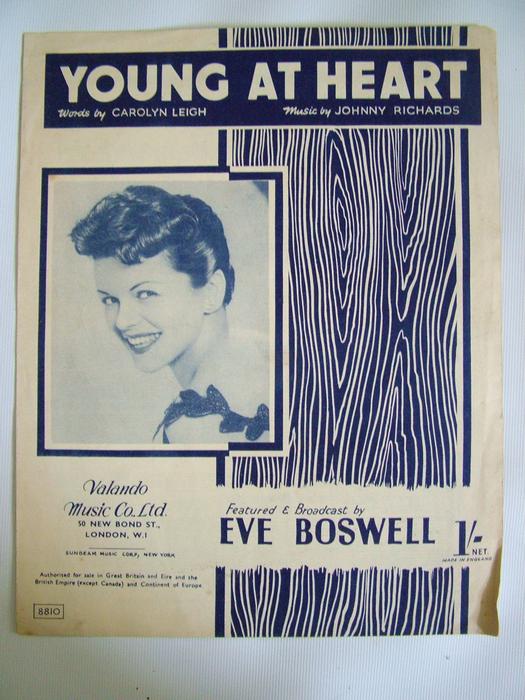 YOUNG AT HEART
Words by CAROLYN LEIGH Music by JOHNNY RICHARDS
Valando
Music Co. Ltd.
50 NEW BOND ST.,
LONDON, W.1
SUNBEAM MUSIC CORP., NEW YORK
Authorised for sale in Great Britain and Eire and the
British Empire (except Canada) and Continent of Europe
8810
Featured & Broadcast by
EVE BOSWELL
1/- NET.
MADE IN ENGLAND